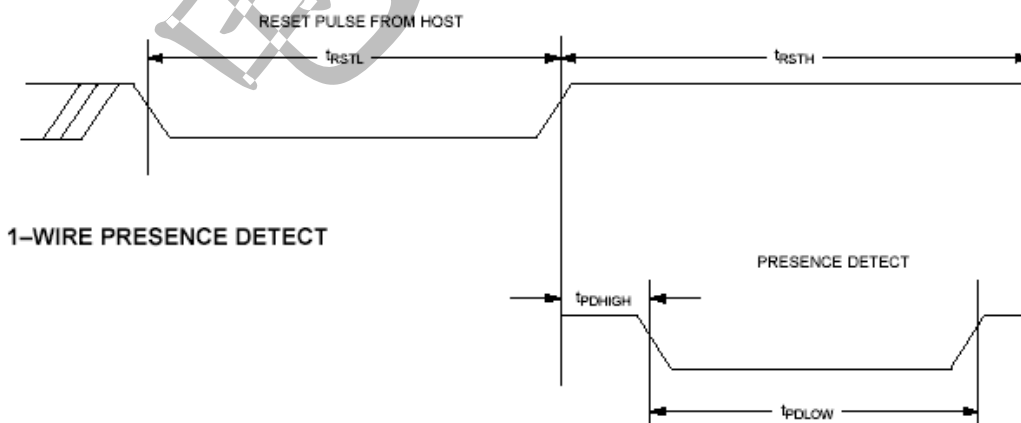 RESET PULSE FROM HOST
tRSTL
tRSTH
1–WIRE PRESENCE DETECT
PRESENCE DETECT
tPDHIGH
tPDLOW